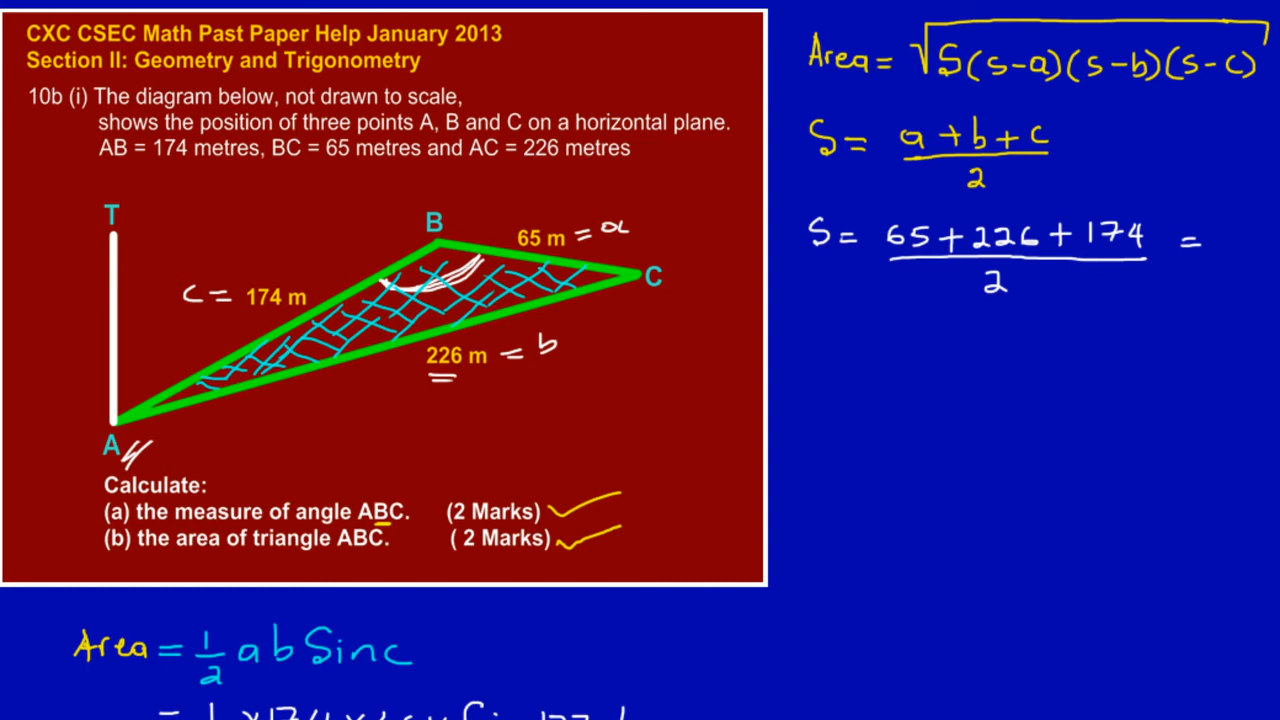 CXC CSEC Math Past Paper Help January 2013
Section II: Geometry and Trigonometry
10b (i) The diagram below, not drawn to scale,
shows the position of three points A, B and C on a horizontal plane.
AB = 174 metres, BC = 65 metres and AC = 226 metres
T
B
65 m = a
C
c = 174 m
226 m = b
A
Calculate:
(a) the measure of angle ABC. (2 Marks)
(b) the area of triangle ABC. ( 2 Marks)
Area = √S(s-a)(s-b)(s-c)
S = a+b+c
2
S = 65+226+174 =
2
Area = 1/2 a b Sin c